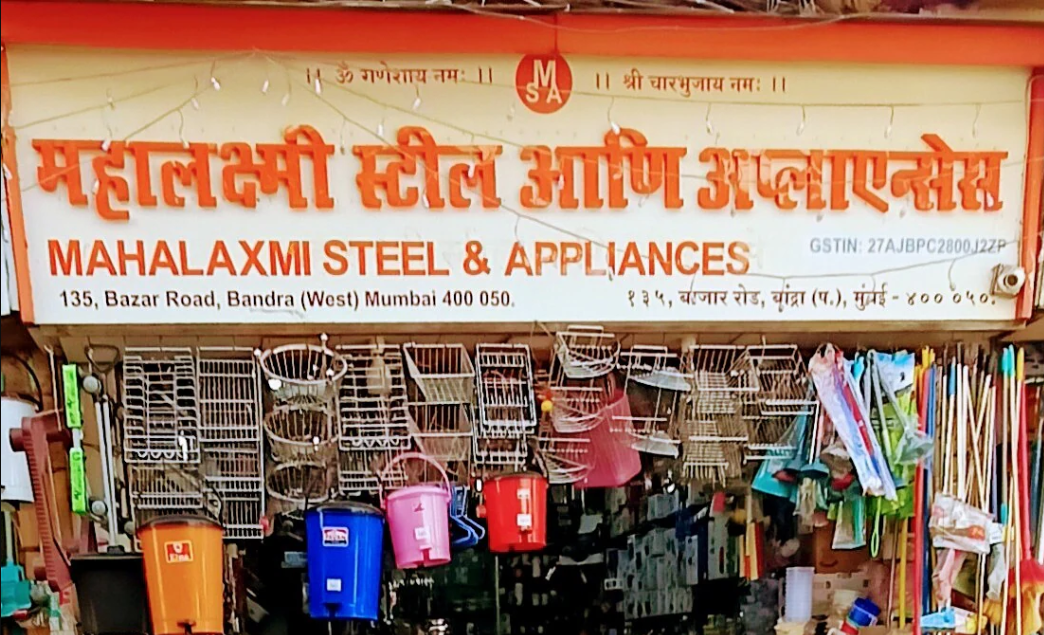 ।। ॐ गणेशाय नमः ।। MSA ।। श्री चारभुजाय नमः ।।
महालक्ष्मी स्टील आणि अप्लाएन्सेस
MAHALAXMI STEEL & APPLIANCES GSTIN: 27AJBPC2800J2ZP
135, Bazar Road, Bandra (West) Mumbai 400 050. १३५, बाजार रोड, बांद्रा (प.), मुंबई - ४०० ०५०.